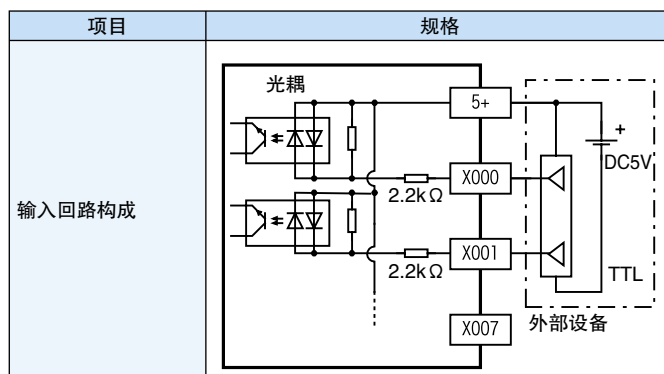 项目
规格
输入回路构成
光耦
5+
X000
2.2kΩ
X001
2.2kΩ
X007
+
DC5V
TTL
外部设备